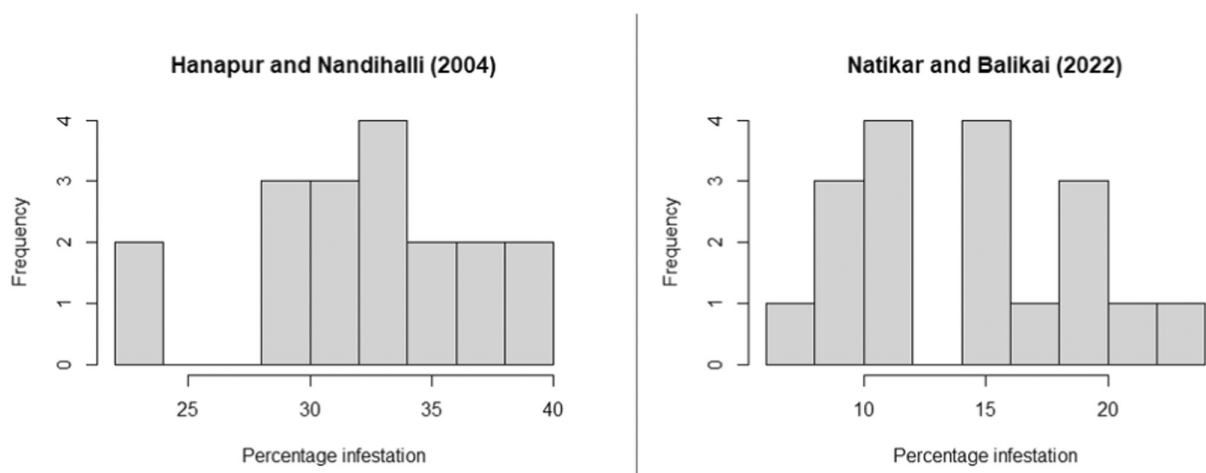 Hanapur and Nandihalli (2004)
Frequency
0
1
2
3
4
25 30 35 40
Percentage infestation
Natikar and Balikai (2022)
Frequency
0
1
2
3
4
10 15 20
Percentage infestation